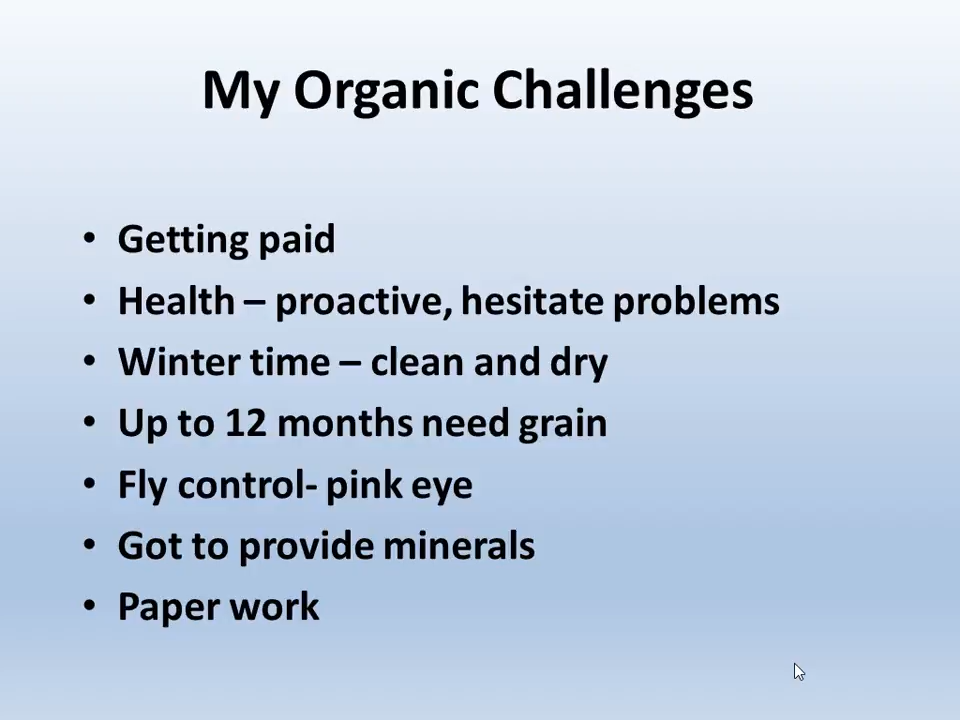 My Organic Challenges
• Getting paid
• Health – proactive, hesitate problems
• Winter time – clean and dry
• Up to 12 months need grain
• Fly control- pink eye
• Got to provide minerals
• Paper work